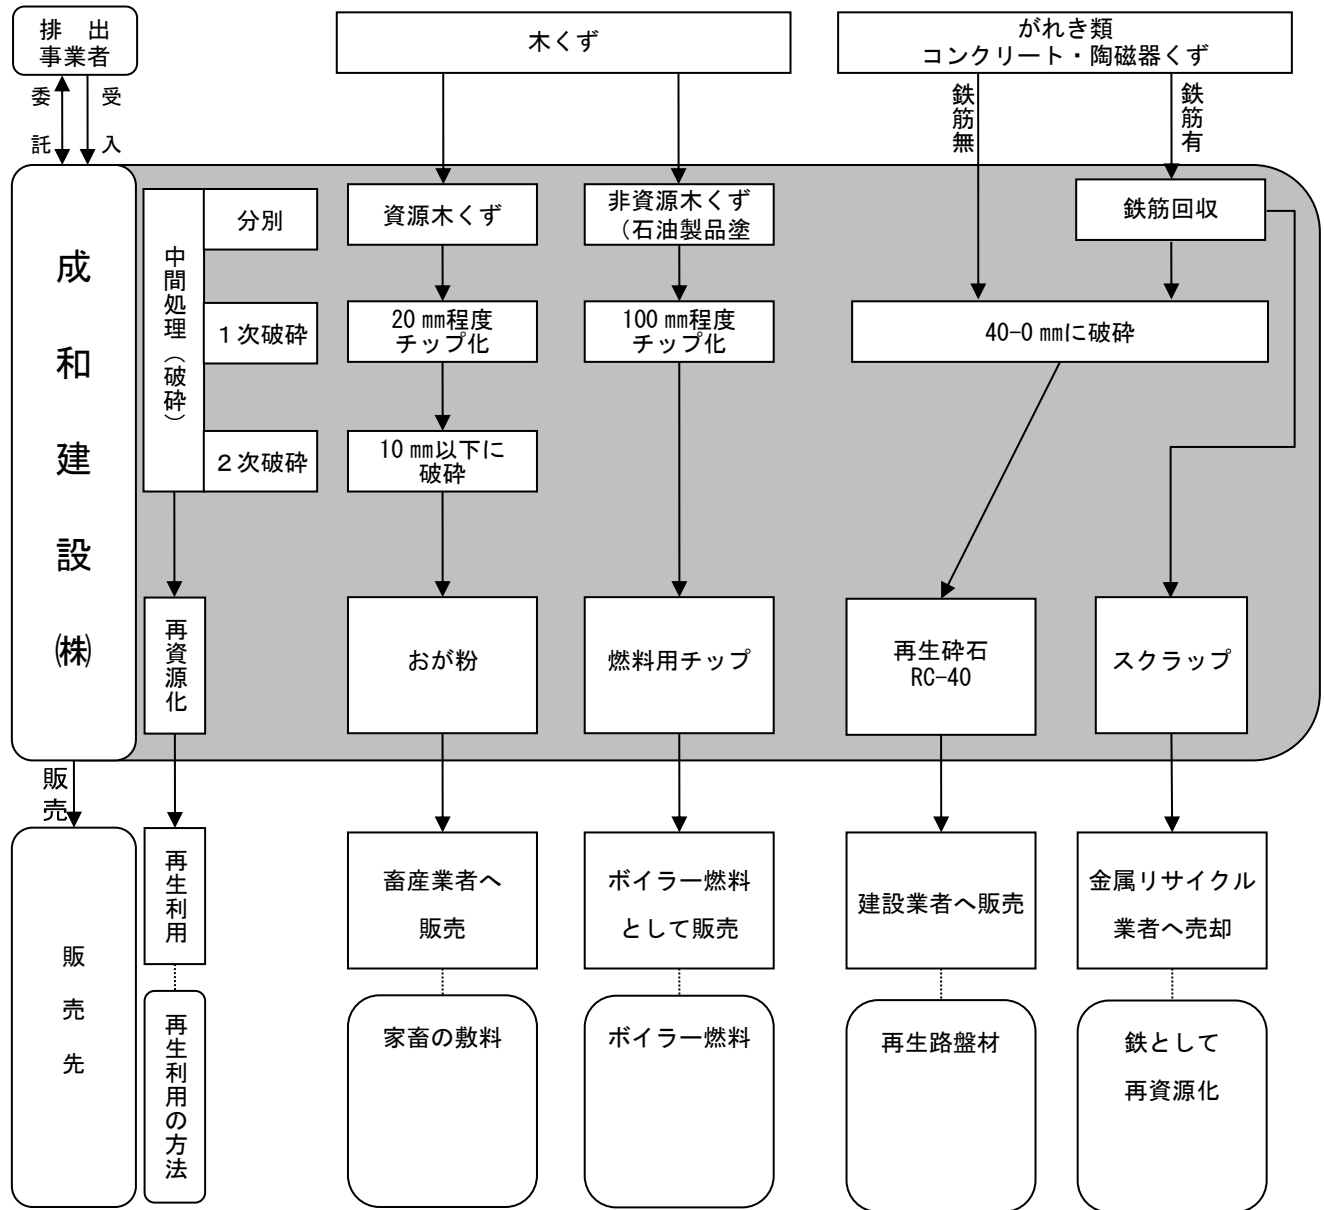 排　出
事業者
木くず
がれき類
コンクリート・陶磁器くず
委託
受入
鉄筋無
鉄筋有
成和建設㈱
中間処理（破砕）
分別
資源木くず
非資源木くず
（石油製品塗
鉄筋回収
１次破砕
20㎜程度
チップ化
100㎜程度
チップ化
40-0㎜に破砕
２次破砕
10㎜以下に
破砕
再資源化
おが粉
燃料用チップ
再生砕石
RC-40
スクラップ
販売
販売先
再生利用
畜産業者へ
販売
ボイラー燃料
として販売
建設業者へ販売
金属リサイクル
業者へ売却
再生利用の方法
家畜の敷料
ボイラー燃料
再生路盤材
鉄として
再資源化